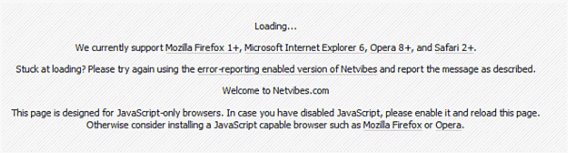 Loading...
We currently support Mozilla Firefox 1+, Microsoft Internet Explorer 6, Opera 8+, and Safari 2+.
Stuck at loading? Please try again using the error-reporting enabled version of Netvibes and report the message as described.
Welcome to Netvibes.com
This page is designed for JavaScript-only browsers. In case you have disabled JavaScript, please enable it and reload this page.
Otherwise consider installing a JavaScript capable browser such as Mozilla Firefox or Opera.